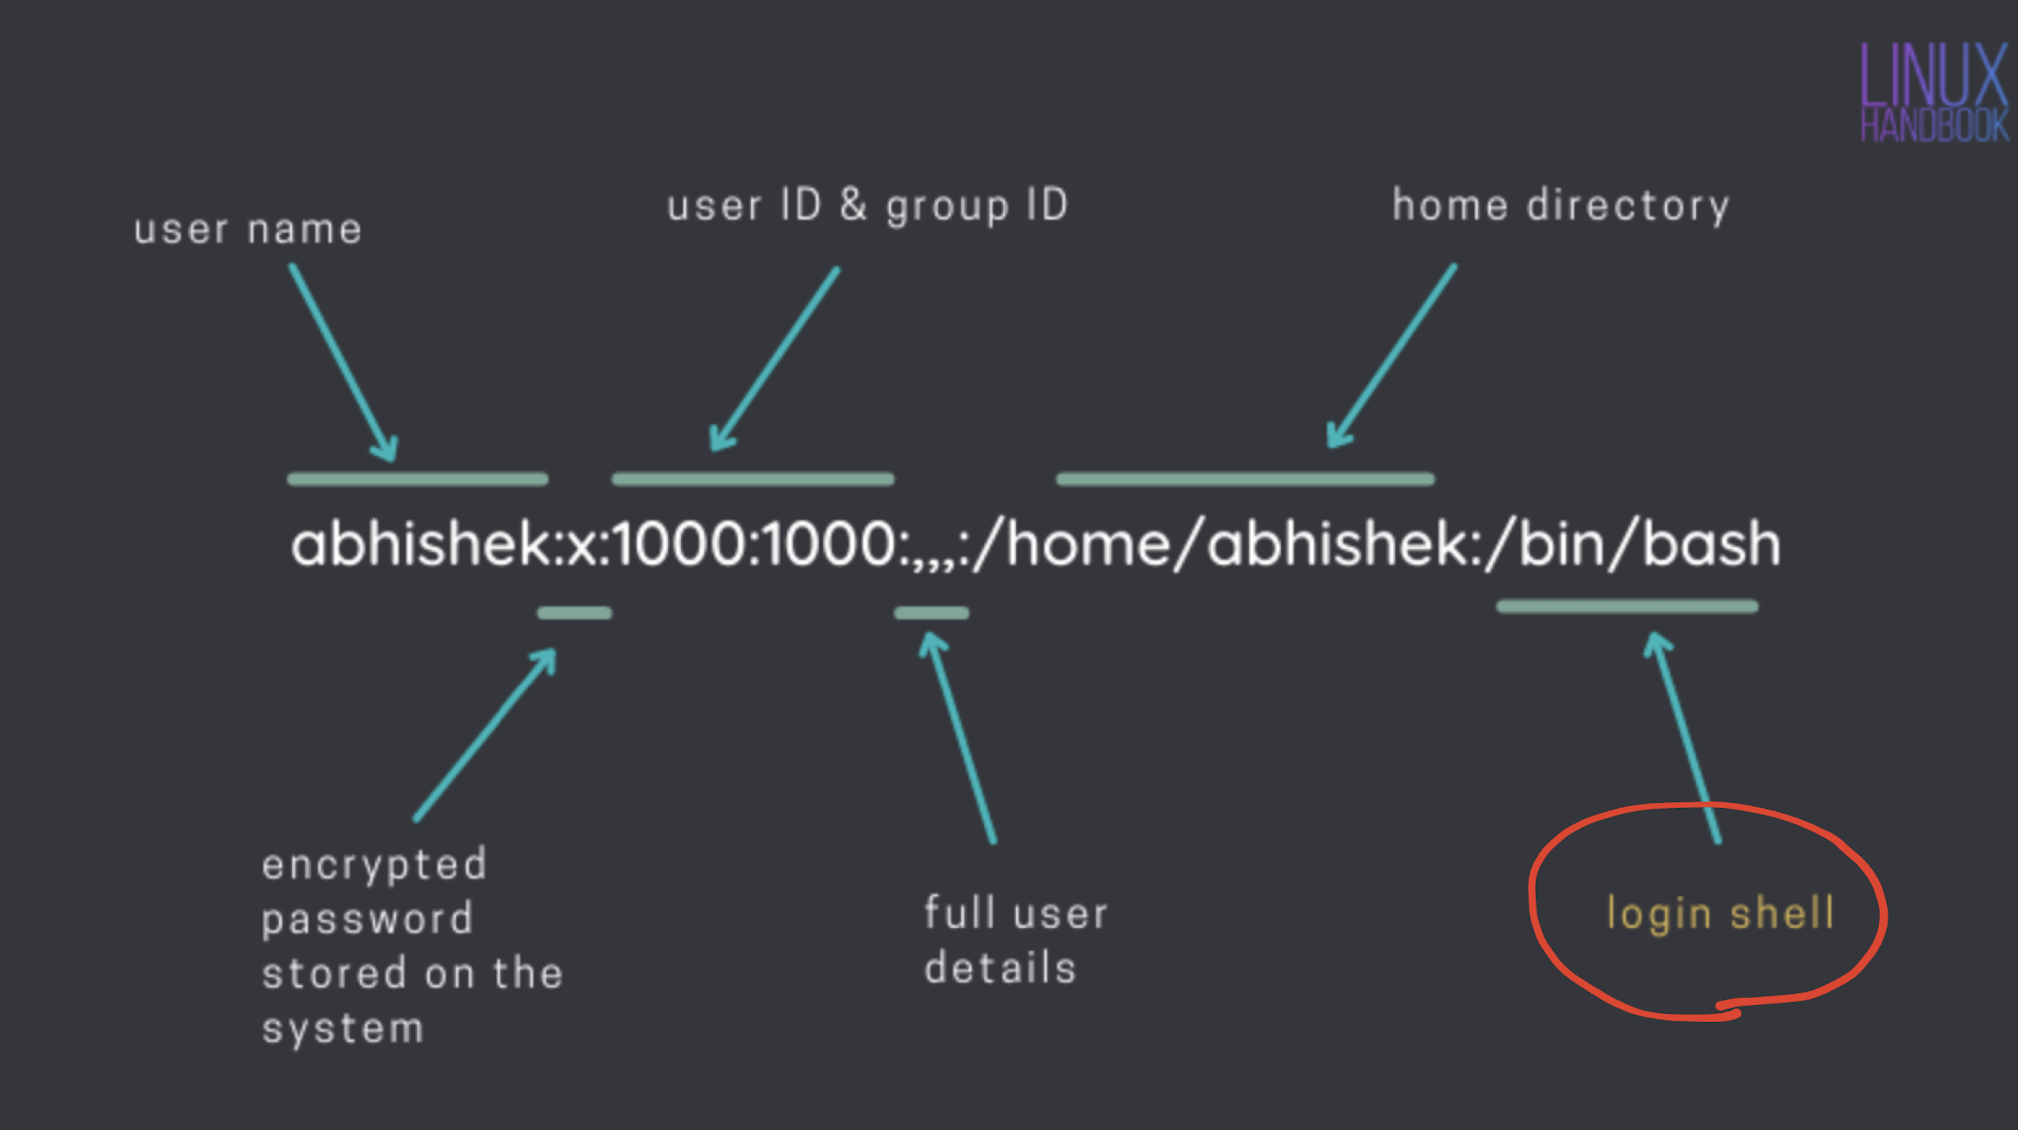 LINUX
HANDBOOK
user name
user ID & group ID
home directory
abhishek:x:1000:1000:,,,:/home/abhishek:/bin/bash
encrypted
password
stored on the
system
full user
details
login shell